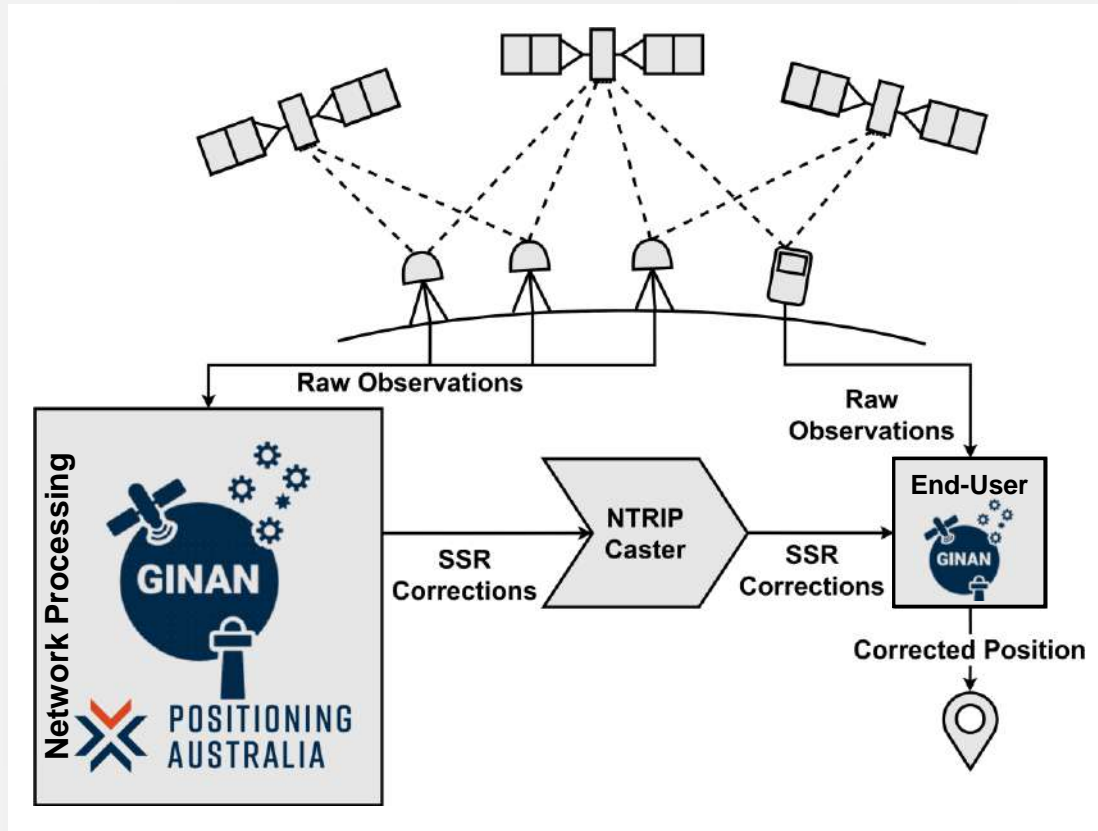 Raw Observations
Raw
Observations
Network Processing
GINAN
POSITIONING
AUSTRALIA
SSR
Corrections
NTRIP
Caster
SSR
Corrections
End-User
GINAN
Corrected Position